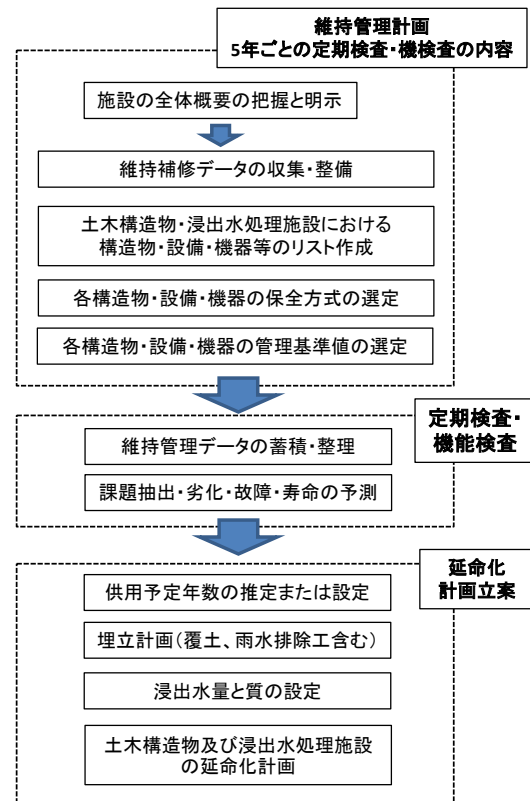 維持管理計画
5年ごとの定期検査・機検査の内容
施設の全体概要の把握と明示
維持補修データの収集・整備
土木構造物・浸出水処理施設における
構造物・設備・機器等のリスト作成
各構造物・設備・機器の保全方式の選定
各構造物・設備・機器の管理基準値の選定
定期検査・
機能検査
維持管理データの蓄積・整理
課題抽出・劣化・故障・寿命の予測
延命化
計画立案
供用予定年数の推定または設定
埋立計画(覆土、雨水排除工含む)
浸出水量と質の設定
土木構造物及び浸出水処理施設
の延命化計画